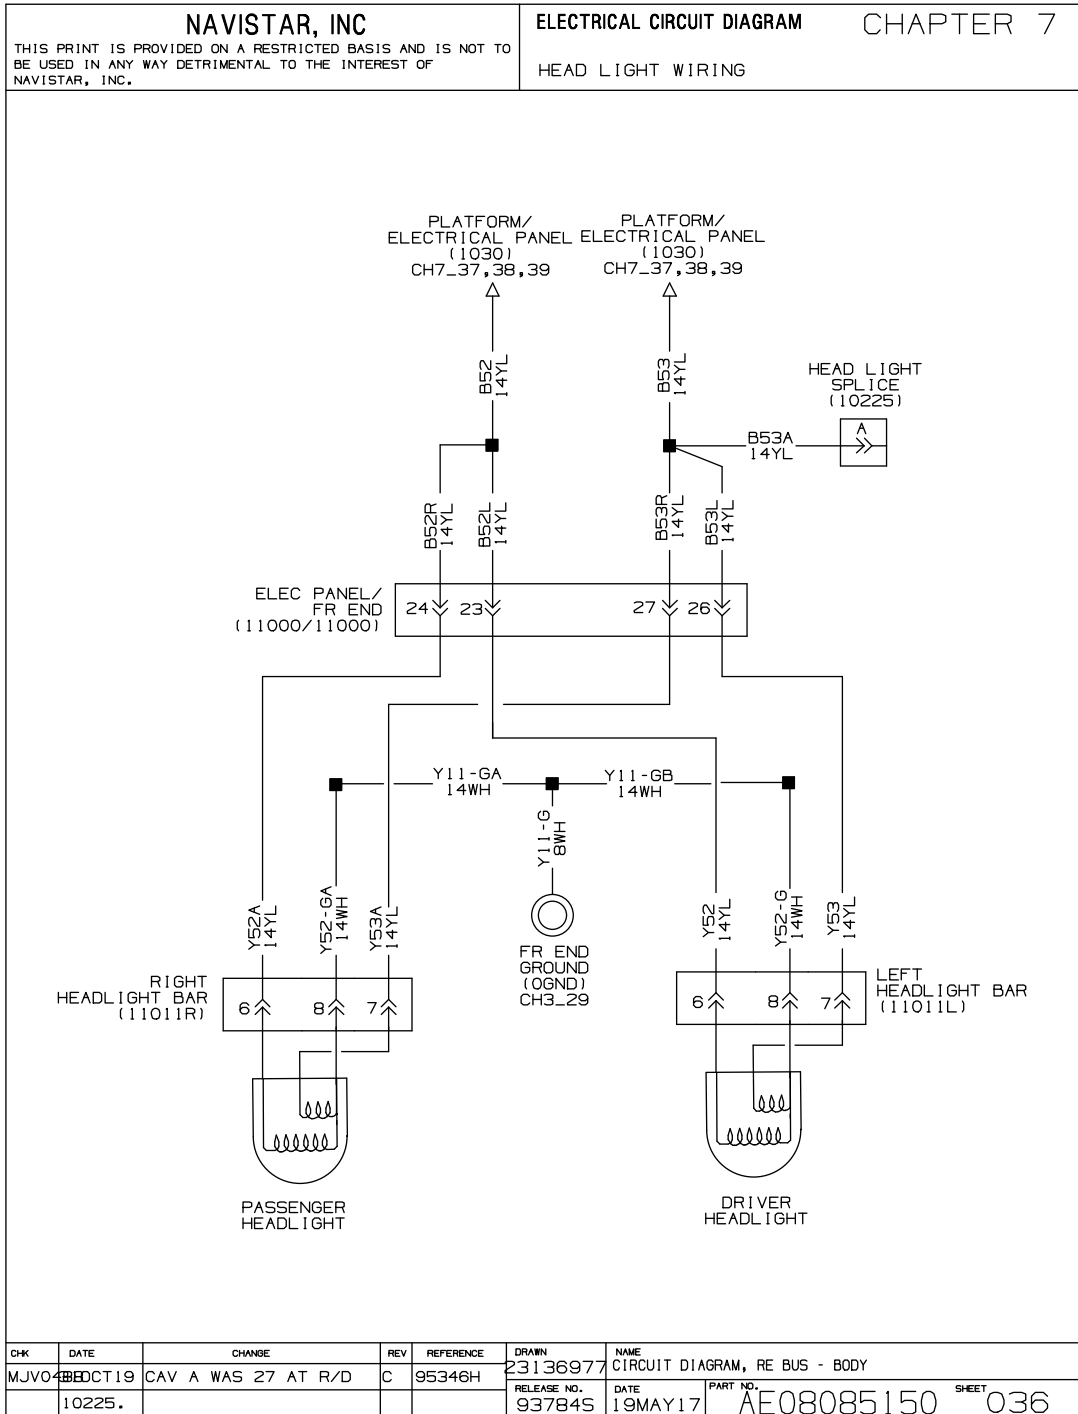 NAVISTAR, INC
THIS PRINT IS PROVIDED ON A RESTRICTED BASIS AND IS NOT TO
BE USED IN ANY WAY DETRIMENTAL TO THE INTEREST OF
NAVISTAR, INC.
ELECTRICAL CIRCUIT DIAGRAM
CHAPTER 7
HEAD LIGHT WIRING
PLATFORM/
ELECTRICAL PANEL
(1030)
CH7_37,38,39
PLATFORM/
ELECTRICAL PANEL
(1030)
CH7_37,38,39
B52
14YL
B53
14YL
HEAD LIGHT
SPLICE
(10225)
A
B53A
14YL
B52R
14YL
B52L
14YL
B53R
14YL
B53L
14YL
ELEC PANEL/
FR END
(11000/11000)
24
23
27
26
Y11-GA
14WH
Y11-GB
14WH
Y11-G
8WH
Y52A
14YL
Y52-GA
14WH
Y53A
14YL
FR END
GROUND
(0GND)
CH3_29
Y52
14YL
Y52-G
14WH
Y53
14YL
RIGHT
HEADLIGHT BAR
(11011R)
6
8
7
6
8
7
LEFT
HEADLIGHT BAR
(11011L)
PASSENGER
HEADLIGHT
DRIVER
HEADLIGHT
CHK DATE CHANGE REV REFERENCE
OCT19 CAV A WAS 27 AT R/D C 95346H
10225.
DRAWN
23136977
NAME
CIRCUIT DIAGRAM, RE BUS - BODY
RELEASE NO.
93784S
DATE
19MAY17
PART NO.
AE08085150
SHEET
036